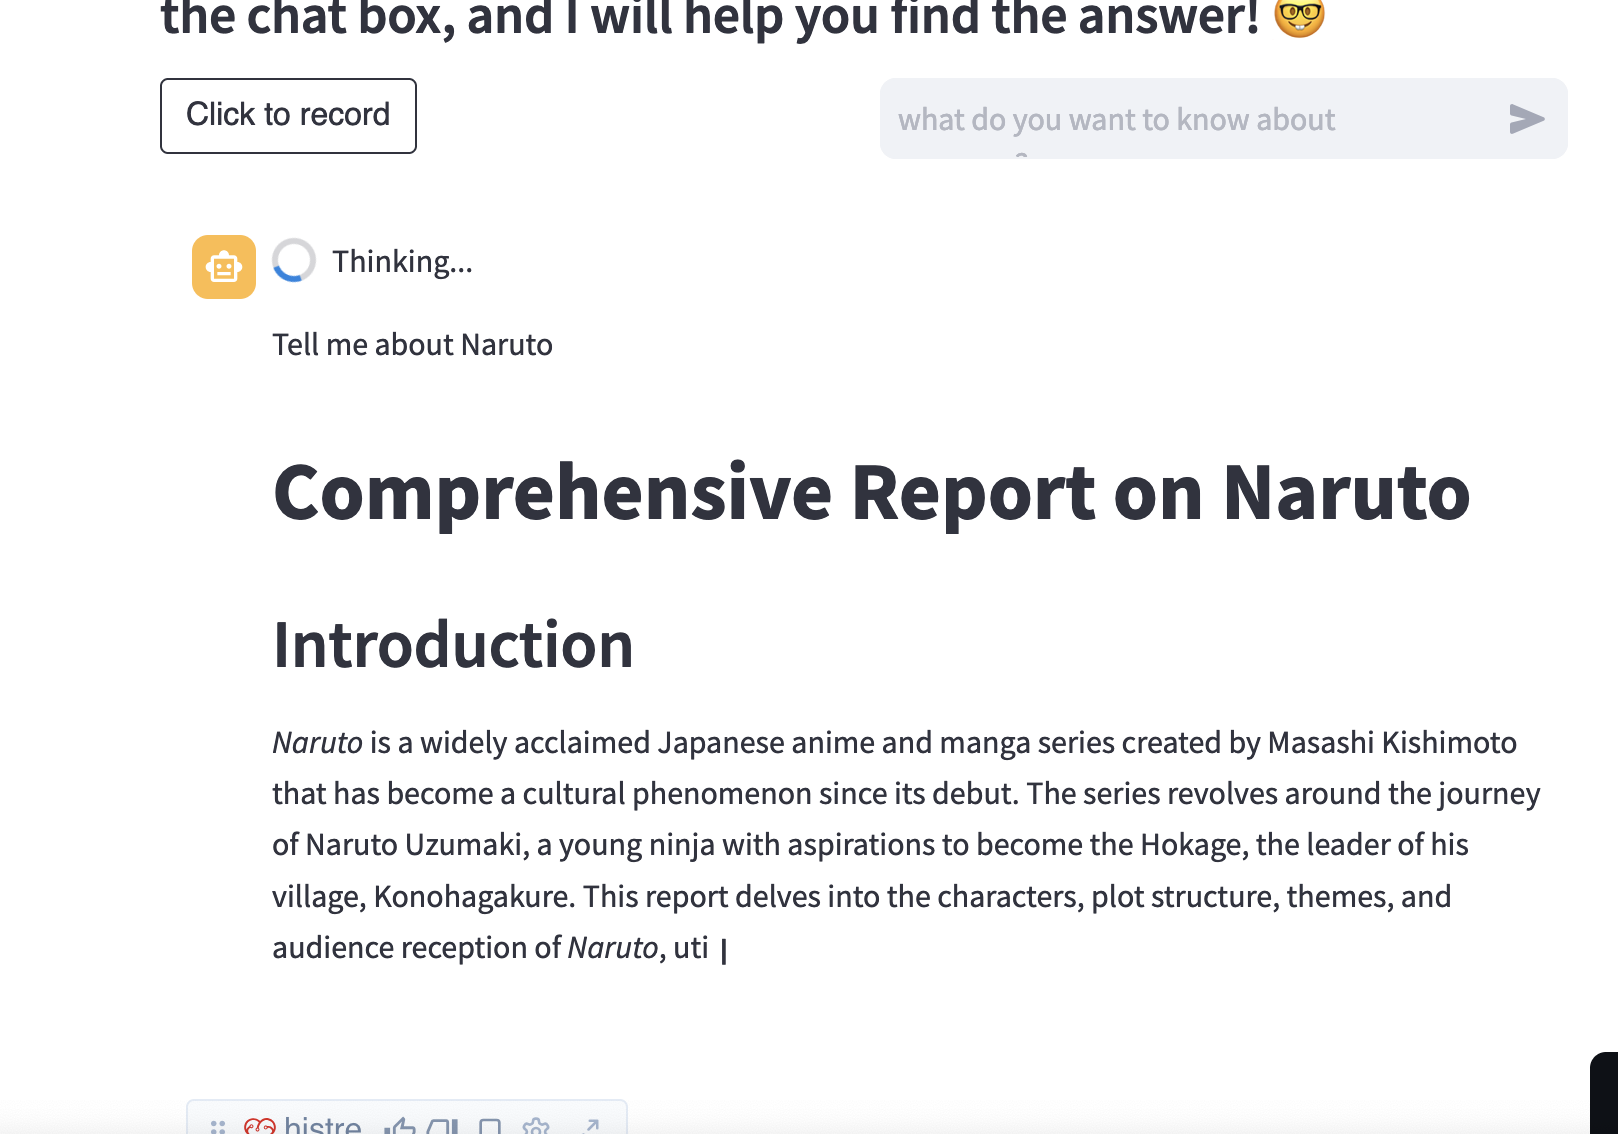 the chat box, and I will help you find the answer! 🤓
Click to record
what do you want to know about
Thinking...
Tell me about Naruto
Comprehensive Report on Naruto
Introduction
Naruto is a widely acclaimed Japanese anime and manga series created by Masashi Kishimoto
that has become a cultural phenomenon since its debut. The series revolves around the journey
of Naruto Uzumaki, a young ninja with aspirations to become the Hokage, the leader of his
village, Konohagakure. This report delves into the characters, plot structure, themes, and
audience reception of Naruto, uti
histre